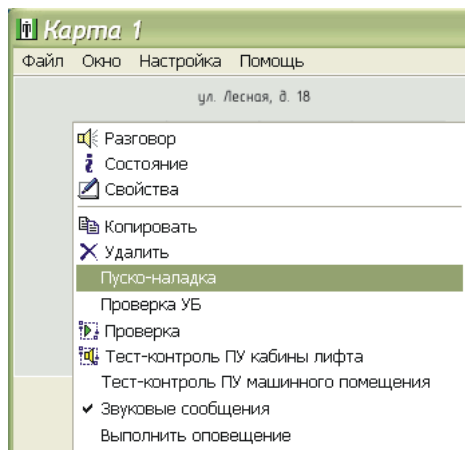 Карта 1
Файл Окно Настройка Помощь
ул. Лесная, д. 18
Разговор
Состояние
Свойства
Копировать
Удалить
Пуско-наладка
Проверка УБ
Проверка
Тест-контроль ПУ кабины лифта
Тест-контроль ПУ машинного помещения
Звуковые сообщения
Выполнить оповещение